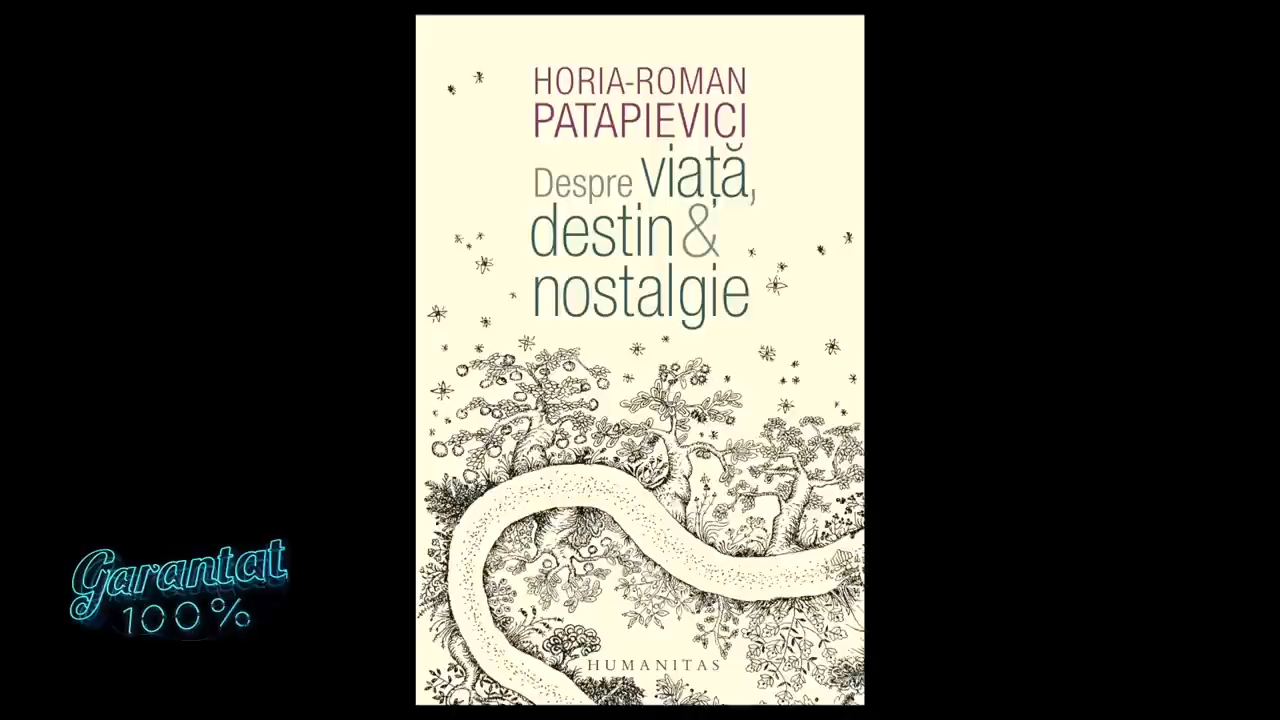 HORIA-ROMAN
PATAPIEVICI
Despre viață,
destin &
nostalgie
HUMANITAS
Garantat
100%